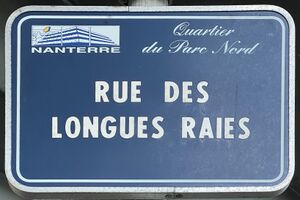 NANTERRE
Quartier
du Parc Nord
RUE DES
LONGUES RAIES